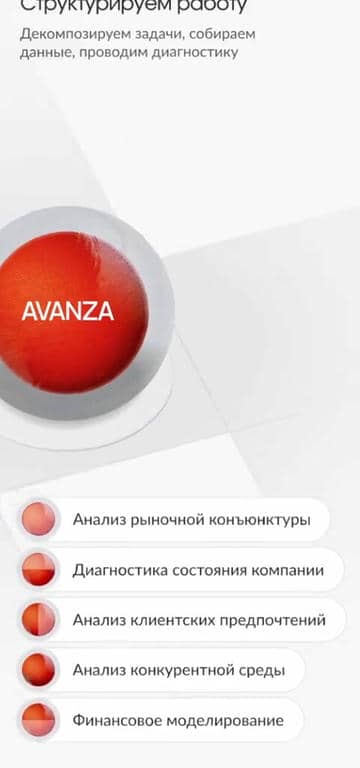 Структурируем работу
Декомпозируем задачи, собираем
данные, проводим диагностику
AVANZA
Анализ рыночной конъюнктуры
Диагностика состояния компании
Анализ клиентских предпочтений
Анализ конкурентной среды
Финансовое моделирование